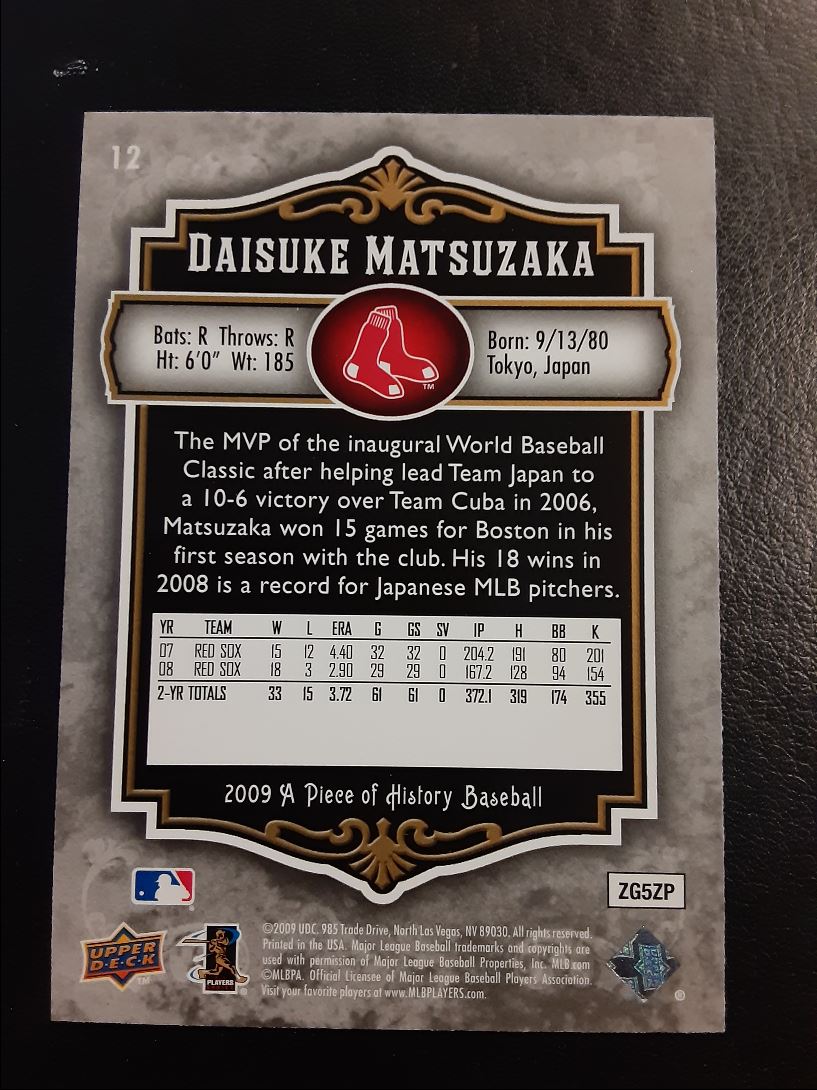 12
DAISUKE MATSUZAKA
Bats: R Throws: R
Ht: 6'0" Wt: 185
TM
Born: 9/13/80
Tokyo, Japan
The MVP of the inaugural World Baseball
Classic after helping lead Team Japan to
a 10-6 victory over Team Cuba in 2006,
Matsuzaka won 15 games for Boston in his
first season with the club. His 18 wins in
2008 is a record for Japanese MLB pitchers.
YR TEAM W L ERA G GS SV IP H BB K
07 RED SOX 15 12 4.40 32 32 0 204.2 191 80 201
08 RED SOX 18 3 2.90 29 29 0 167.2 128 94 154
2-YR TOTALS 33 15 3.72 61 61 0 372.1 319 174 355
2009 A Piece of History Baseball
ZG5ZP
UPPER
D·E·C·K
TM
PLAYERS
©2009 UDC. 985 Trade Drive, North Las Vegas, NV 89030. All rights reserved.
Printed in the USA. Major League Baseball trademarks and copyrights are
used with permission of Major League Baseball Properties, Inc. MLB.com
©MLBPA. Official Licensee of Major League Baseball Players Association.
Visit your favorite players at www.MLBPLAYERS.com.
®